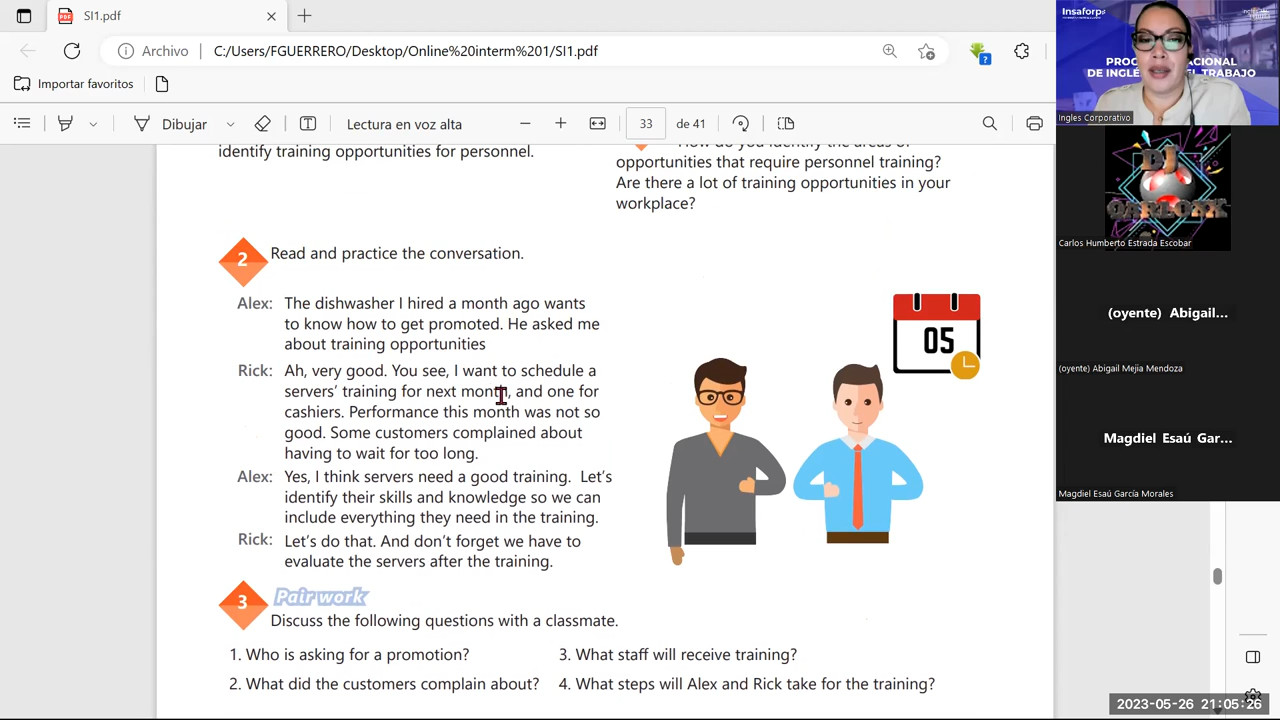 SI1.pdf
Archivo
C:/Users/FGUERRERO/Desktop/Online%20Interm%201/SI1.pdf
Importar favoritos
Dibujar
Lectura en voz alta
33
de 41
identify training opportunities for personnel.
How do you identify the areas of
opportunities that require personnel training?
Are there a lot of training opportunities in your
workplace?
2
Read and practice the conversation.
Alex: The dishwasher I hired a month ago wants
to know how to get promoted. He asked me
about training opportunities
Rick: Ah, very good. You see, I want to schedule a
servers' training for next month, and one for
cashiers. Performance this month was not so
good. Some customers complained about
having to wait for too long.
Alex: Yes, I think servers need a good training. Let's
identify their skills and knowledge so we can
include everything they need in the training.
Rick: Let's do that. And don't forget we have to
evaluate the servers after the training.
05
3
Pair work
Discuss the following questions with a classmate.
1. Who is asking for a promotion?
2. What did the customers complain about?
3. What staff will receive training?
4. What steps will Alex and Rick take for the training?
Insaforp
Ingles Corporativo
DJ
Carlos Humberto Estrada Escobar
(oyente) Abigail...
(oyente) Abigail Mejia Mendoza
Magdiel Esaú Gar...
Magdiel Esaú García Morales
2023-05-26 21:05:26